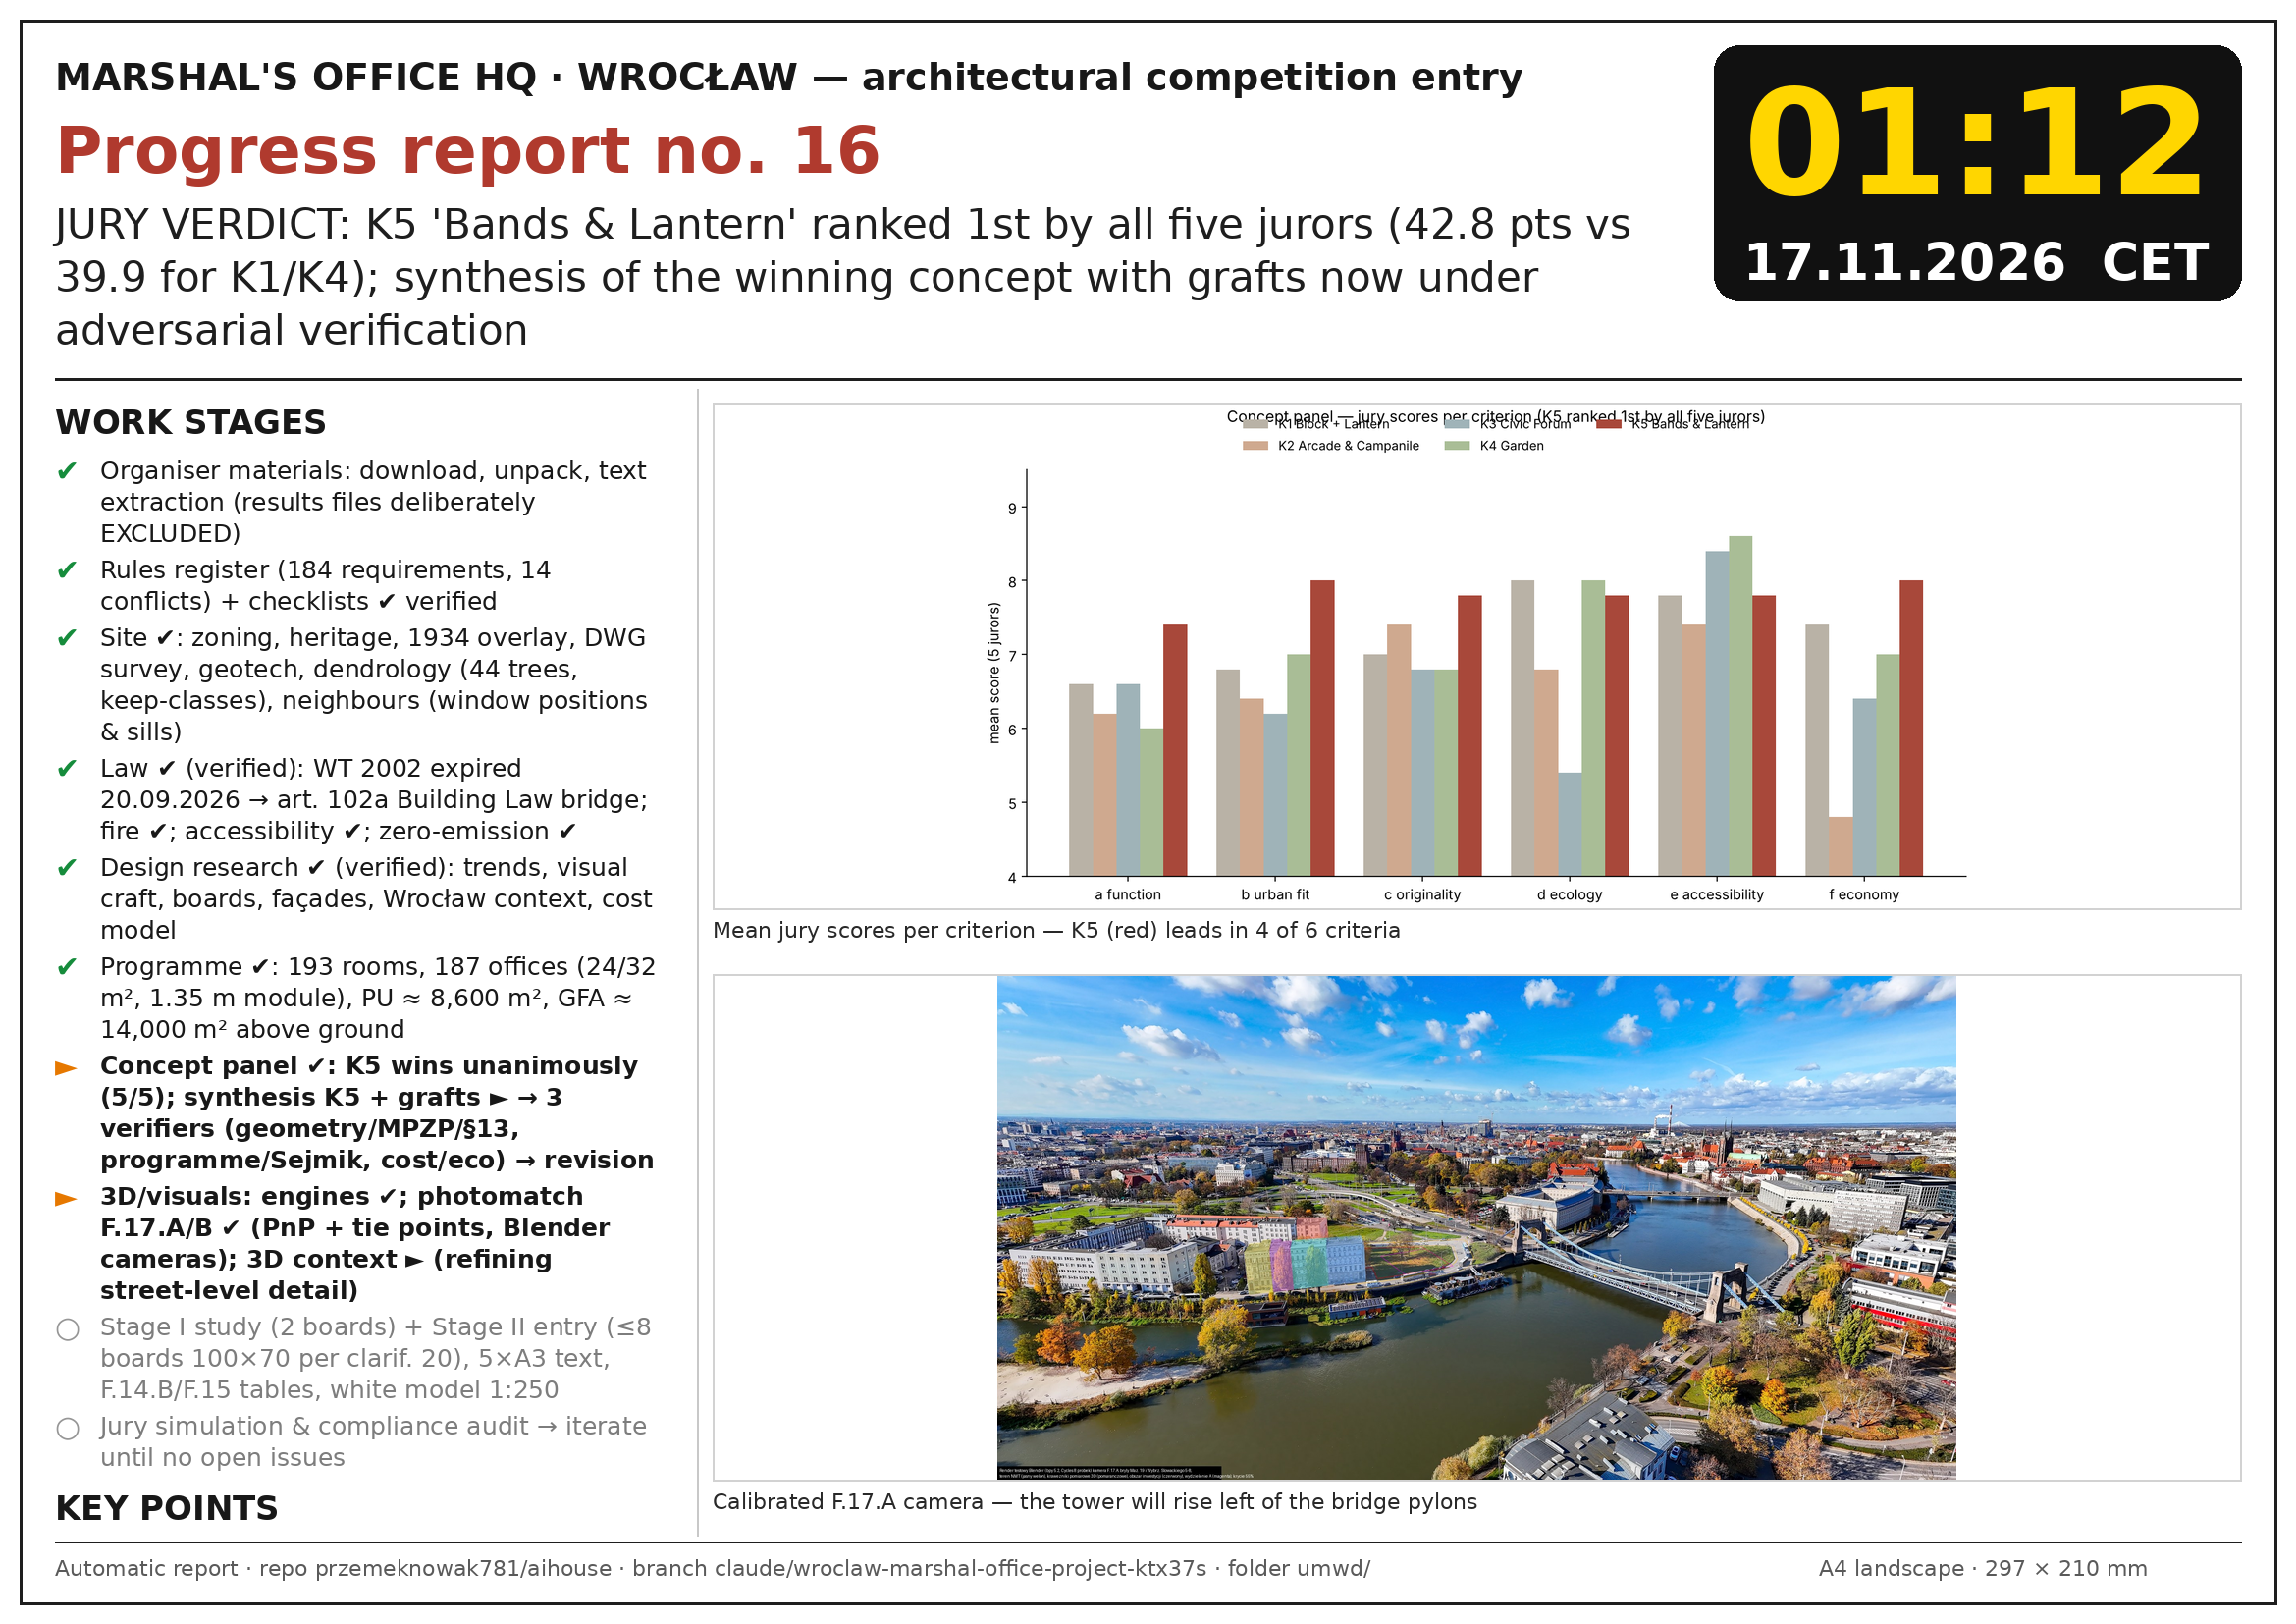 MARSHAL'S OFFICE HQ · WROCŁAW — architectural competition entry
Progress report no. 16
JURY VERDICT: K5 'Bands & Lantern' ranked 1st by all five jurors (42.8 pts vs
39.9 for K1/K4); synthesis of the winning concept with grafts now under
adversarial verification
01:12
17.11.2026 CET
WORK STAGES
✔ Organiser materials: download, unpack, text
extraction (results files deliberately
EXCLUDED)
✔ Rules register (184 requirements, 14
conflicts) + checklists ✔ verified
✔ Site ✔: zoning, heritage, 1934 overlay, DWG
survey, geotech, dendrology (44 trees,
keep-classes), neighbours (window positions
& sills)
✔ Law ✔ (verified): WT 2002 expired
20.09.2026 → art. 102a Building Law bridge;
fire ✔; accessibility ✔; zero-emission ✔
✔ Design research ✔ (verified): trends, visual
craft, boards, façades, Wrocław context, cost
model
✔ Programme ✔: 193 rooms, 187 offices (24/32
m², 1.35 m module), PU ≈ 8,600 m², GFA ≈
14,000 m² above ground
► Concept panel ✔: K5 wins unanimously
(5/5); synthesis K5 + grafts ► → 3
verifiers (geometry/MPZP/§13,
programme/Sejmik, cost/eco) → revision
► 3D/visuals: engines ✔; photomatch
F.17.A/B ✔ (PnP + tie points, Blender
cameras); 3D context ► (refining
street-level detail)
○ Stage I study (2 boards) + Stage II entry (≤8
boards 100×70 per clarif. 20), 5×A3 text,
F.14.B/F.15 tables, white model 1:250
○ Jury simulation & compliance audit → iterate
until no open issues
KEY POINTS
Concept panel — jury scores per criterion (K5 ranked 1st by all five jurors)
K1 Block + Lantern K3 Civic Forum K5 Bands & Lantern
K2 Arcade & Campanile K4 Garden
mean score (5 jurors)
9
8
7
6
5
4
a function b urban fit c originality d ecology e accessibility f economy
Mean jury scores per criterion — K5 (red) leads in 4 of 6 criteria
Calibrated F.17.A camera — the tower will rise left of the bridge pylons
Automatic report · repo przemeknowak781/aihouse · branch claude/wroclaw-marshal-office-project-ktx37s · folder umwd/
A4 landscape · 297 × 210 mm